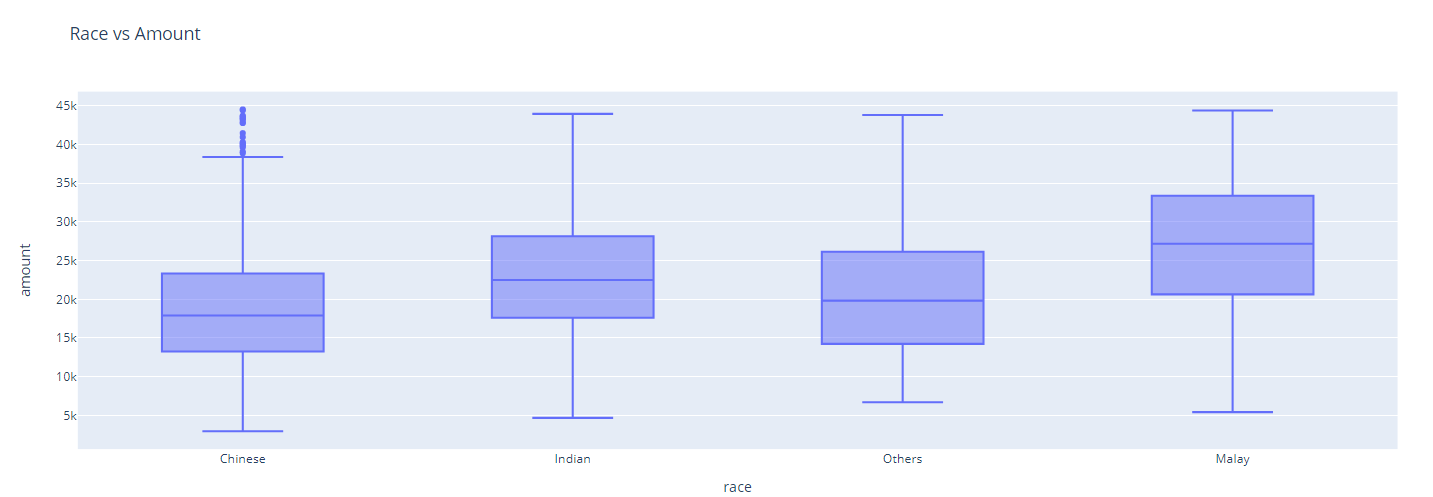 Race vs Amount
45k
40k
35k
30k
25k
20k
15k
10k
5k
amount
Chinese Indian Others Malay
race